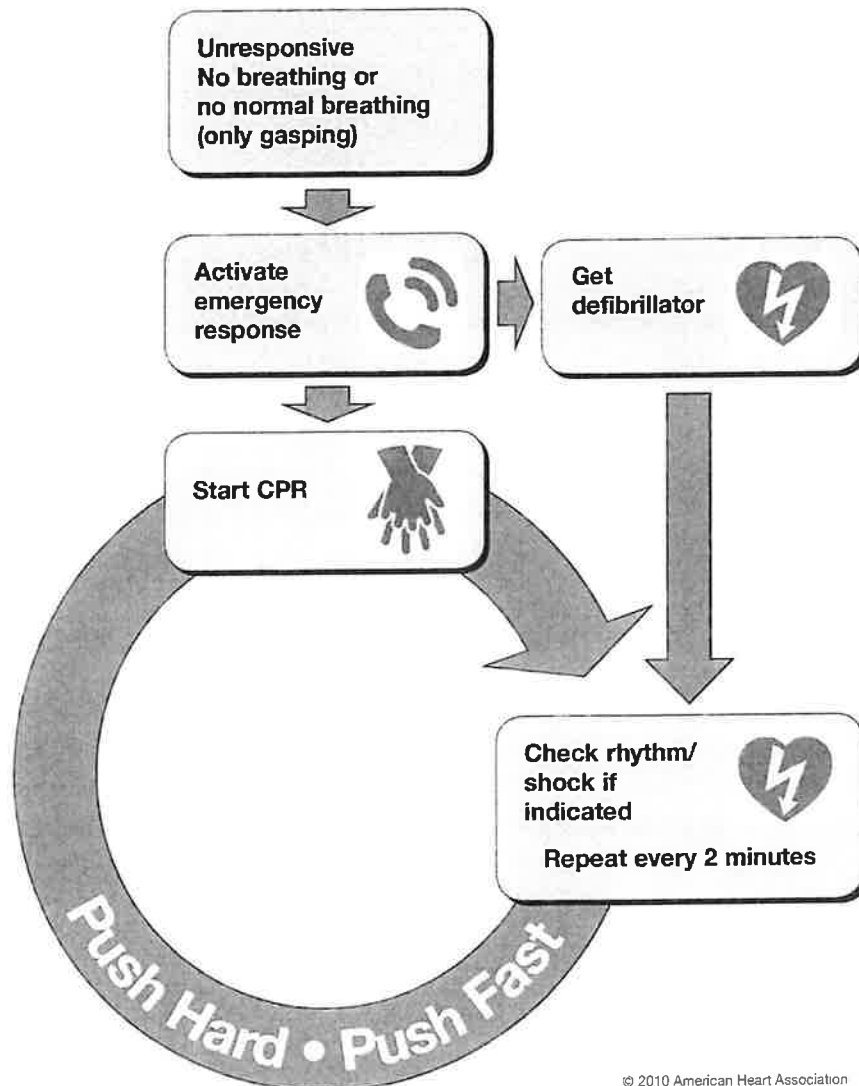 Unresponsive
No breathing or
no normal breathing
(only gasping)
Activate
emergency
response
Get
defibrillator
Start CPR
Check rhythm/
shock if
indicated
Repeat every 2 minutes
Push Hard • Push Fast
© 2010 American Heart Association